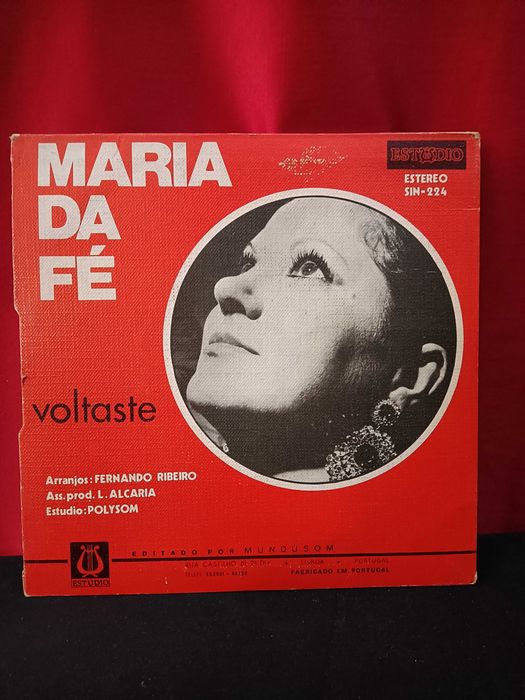 MARIA
DA
FÉ
ESTÚDIO
ESTEREO
SIN-224
voltaste
Arranjos: FERNANDO RIBEIRO
Ass. prod. L. ALCARIA
Estudio: POLYSOM
ESTÚDIO
EDITADO POR MUNDUSOM
LISBOA • PORTUGAL
FABRICADO EM PORTUGAL